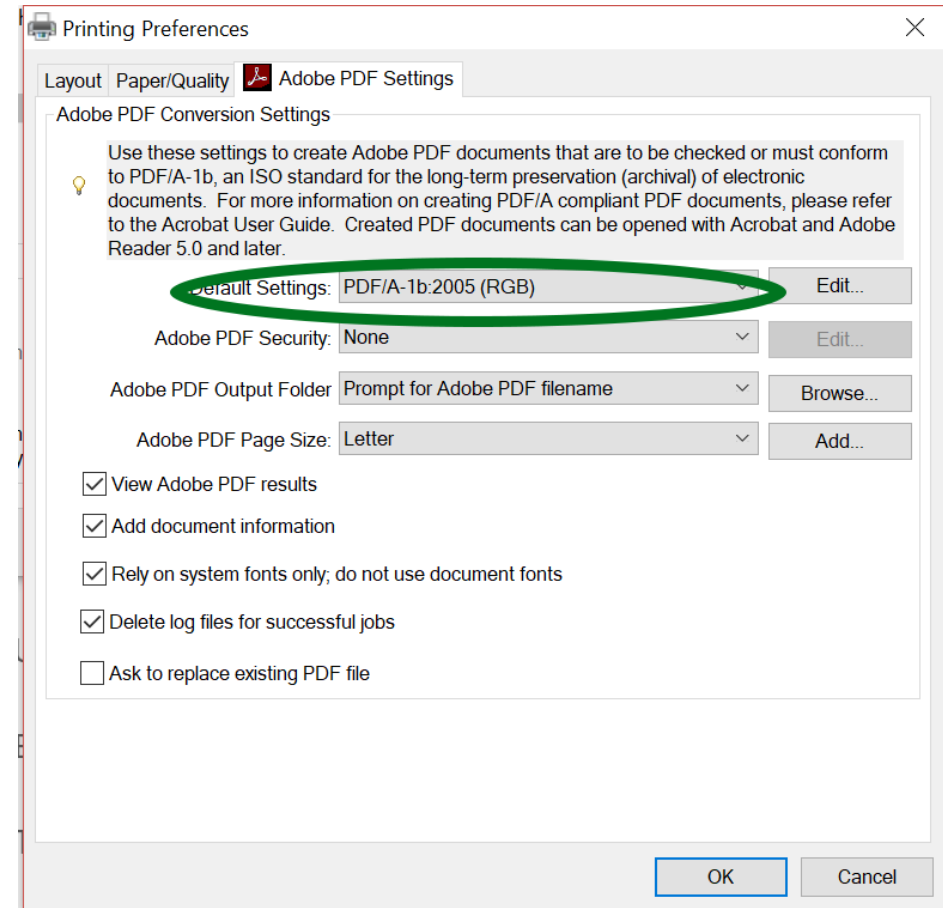 Printing Preferences
Layout Paper/Quality Adobe PDF Settings
Adobe PDF Conversion Settings
Use these settings to create Adobe PDF documents that are to be checked or must conform
to PDF/A-1b, an ISO standard for the long-term preservation (archival) of electronic
documents. For more information on creating PDF/A compliant PDF documents, please refer
to the Acrobat User Guide. Created PDF documents can be opened with Acrobat and Adobe
Reader 5.0 and later.
Default Settings: PDF/A-1b:2005 (RGB) Edit...
Adobe PDF Security: None Edit...
Adobe PDF Output Folder Prompt for Adobe PDF filename Browse...
Adobe PDF Page Size: Letter Add...
View Adobe PDF results
Add document information
Rely on system fonts only; do not use document fonts
Delete log files for successful jobs
Ask to replace existing PDF file
OK Cancel